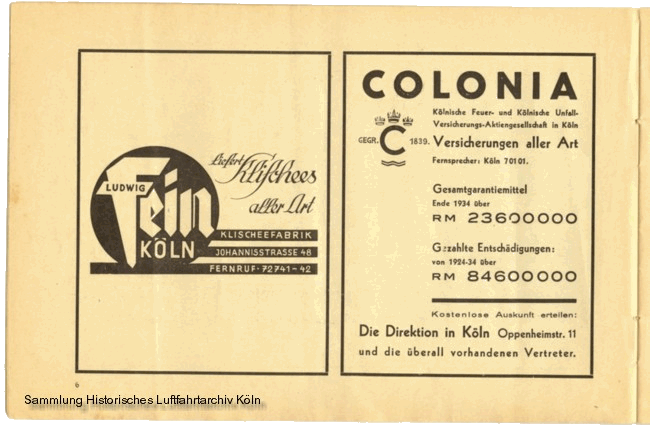 LUDWIG
Fein
KÖLN
Liefert Klischees
aller Art
KLISCHEEFABRIK
JOHANNISSTRASSE 48
FERNRUF·72741-42
6
COLONIA
Kölnische Feuer- und Kölnische Unfall-
Versicherungs-Aktiengesellschaft in Köln
GEGR. C 1839. Versicherungen aller Art
Fernsprecher: Köln 70101.
Gesamtgarantiemittel
Ende 1934 über
RM 23600000
Gezahlte Entschädigungen:
von 1924-34 über
RM 84600000
Kostenlose Auskunft erteilen:
Die Direktion in Köln Oppenheimstr. 11
und die überall vorhandenen Vertreter.
Sammlung Historisches Luftfahrtarchiv Köln